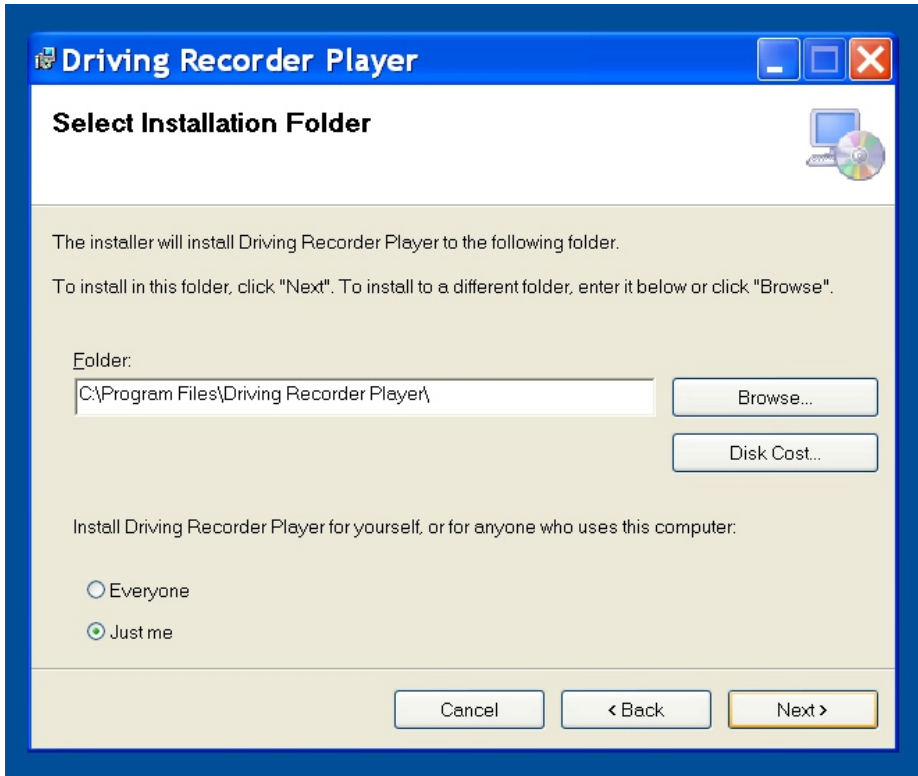 Driving Recorder Player
Select Installation Folder
The installer will install Driving Recorder Player to the following folder.
To install in this folder, click "Next". To install to a different folder, enter it below or click "Browse".
Folder:
C:\Program Files\Driving Recorder Player\
Browse...
Disk Cost...
Install Driving Recorder Player for yourself, or for anyone who uses this computer:
Everyone
Just me
Cancel
< Back
Next >